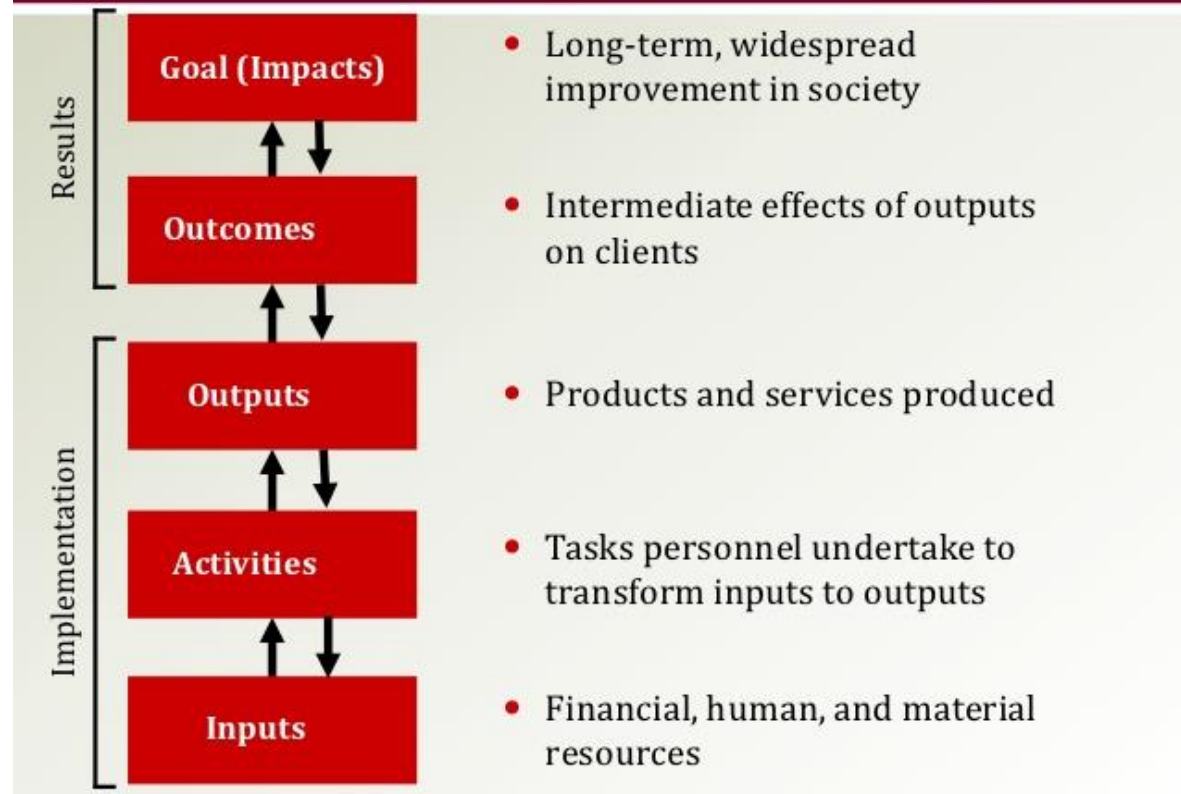 Results
Goal (Impacts)
• Long-term, widespread
improvement in society
Outcomes
• Intermediate effects of outputs
on clients
Implementation
Outputs
• Products and services produced
Activities
• Tasks personnel undertake to
transform inputs to outputs
Inputs
• Financial, human, and material
resources